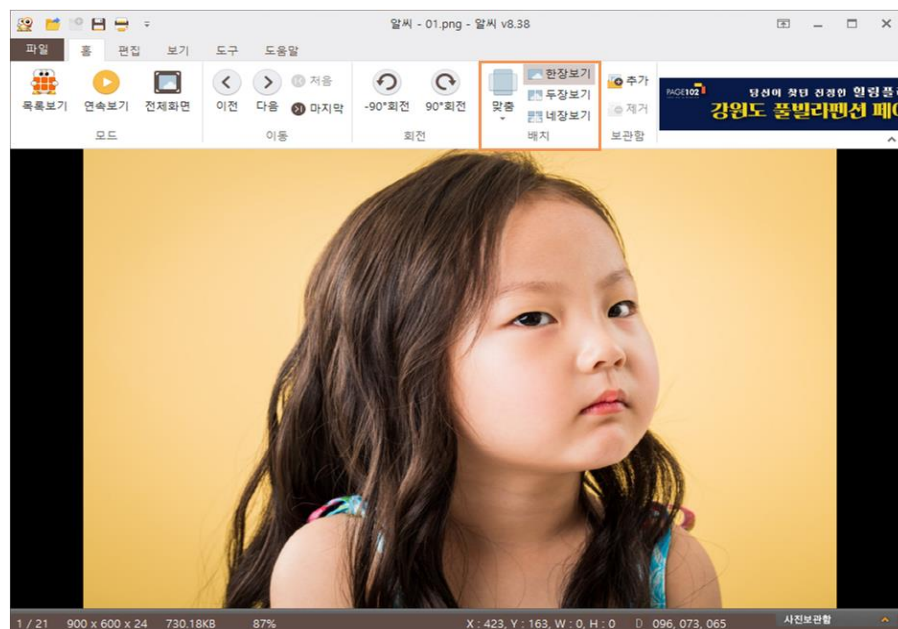 알씨 - 01.png - 알씨 v8.38
파일 홈 편집 보기 도구 도움말
목록보기 연속보기 전체화면
모드
이전 다음 처음 마지막
이동
-90°회전 90°회전
회전
맞춤 한장보기
두장보기
네장보기
배치
추가
제거
보관함
PAGE102 당신이 찾던 진정한 힐링플
강원도 풀빌라펜션 페이
1 / 21 900 x 600 x 24 730.18KB 87% X : 423, Y : 163, W : 0, H : 0 D 096, 073, 065 사진보관함